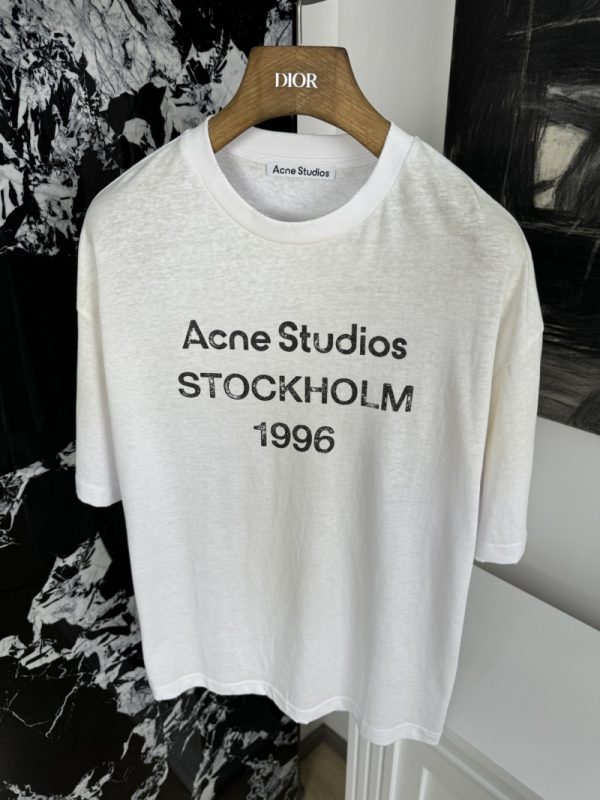 DIOR
Acne Studios
Acne Studios
STOCKHOLM
1996